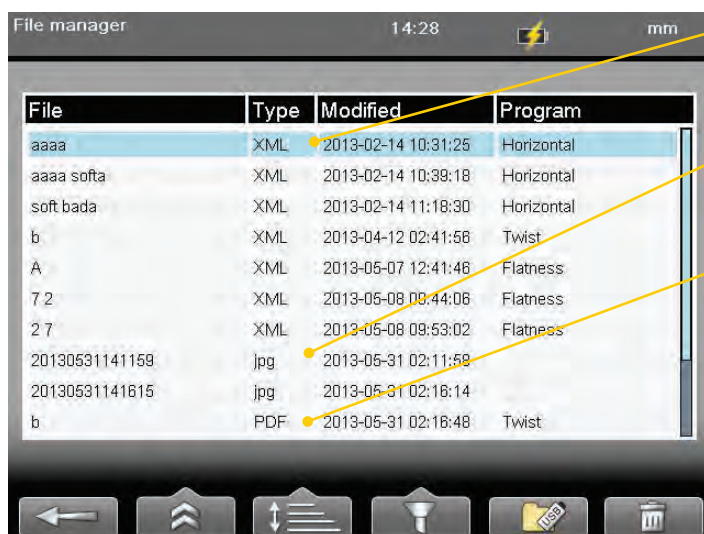 File manager 14:28 mm
File Type Modified Program
aaaa XML 2013-02-14 10:31:25 Horizontal
aaaa softa XML 2013-02-14 10:39:18 Horizontal
soft bada XML 2013-02-14 11:18:30 Horizontal
b XML 2013-04-12 02:41:56 Twist
A XML 2013-05-07 12:41:46 Flatness
7 2 XML 2013-05-08 09:44:06 Flatness
2 7 XML 2013-05-08 09:53:02 Flatness
20130531141159 jpg 2013-05-31 02:11:58
20130531141615 jpg 2013-05-31 02:16:14
b PDF 2013-05-31 02:16:48 Twist
USB